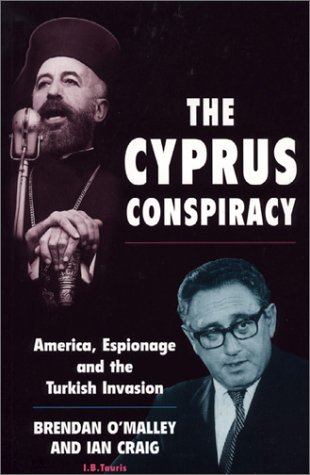 THE
CYPRUS
CONSPIRACY
America, Espionage
and the
Turkish Invasion
BRENDAN O'MALLEY
AND IAN CRAIG
I.B.Tauris